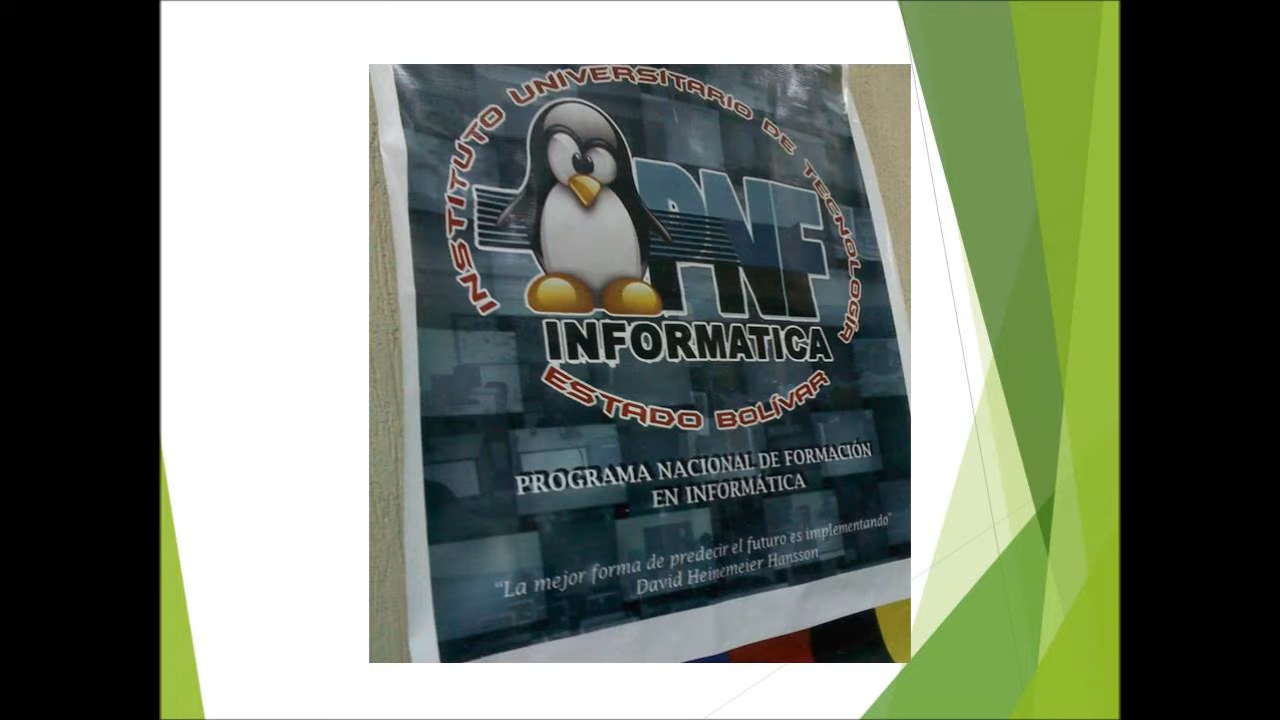 INSTITUTO UNIVERSITARIO DE TECNOLOGÍA
PNF
INFORMATICA
ESTADO BOLÍVAR
PROGRAMA NACIONAL DE FORMACIÓN
EN INFORMÁTICA
“La mejor forma de predecir el futuro es implementando”
David Heinemeier Hansson